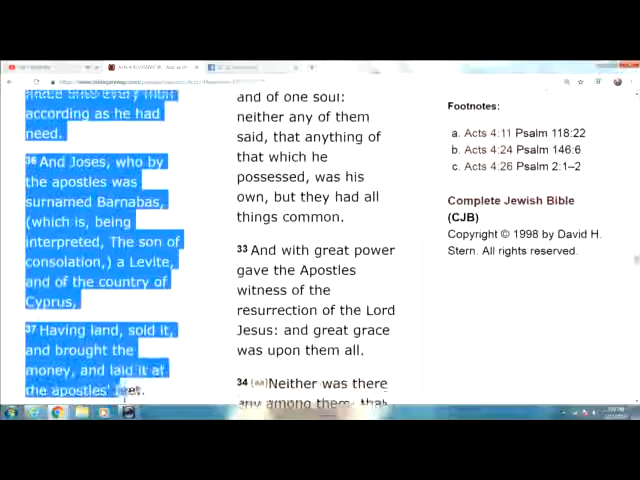 according as he had
need.
36 And Joses, who by
the apostles was
surnamed Barnabas,
(which is, being
interpreted, The son of
consolation,) a Levite,
and of the country of
Cyprus,
37 Having land, sold it,
and brought the
money, and laid it at
the apostles' feet.
and of one soul:
neither any of them
said, that anything of
that which he
possessed, was his
own, but they had all
things common.
33 And with great power
gave the Apostles
witness of the
resurrection of the Lord
Jesus: and great grace
was upon them all.
34 (aa) Neither was there
any among them, that
Footnotes:
a. Acts 4:11 Psalm 118:22
b. Acts 4:24 Psalm 146:6
c. Acts 4:26 Psalm 2:1–2
Complete Jewish Bible
(CJB)
Copyright © 1998 by David H.
Stern. All rights reserved.